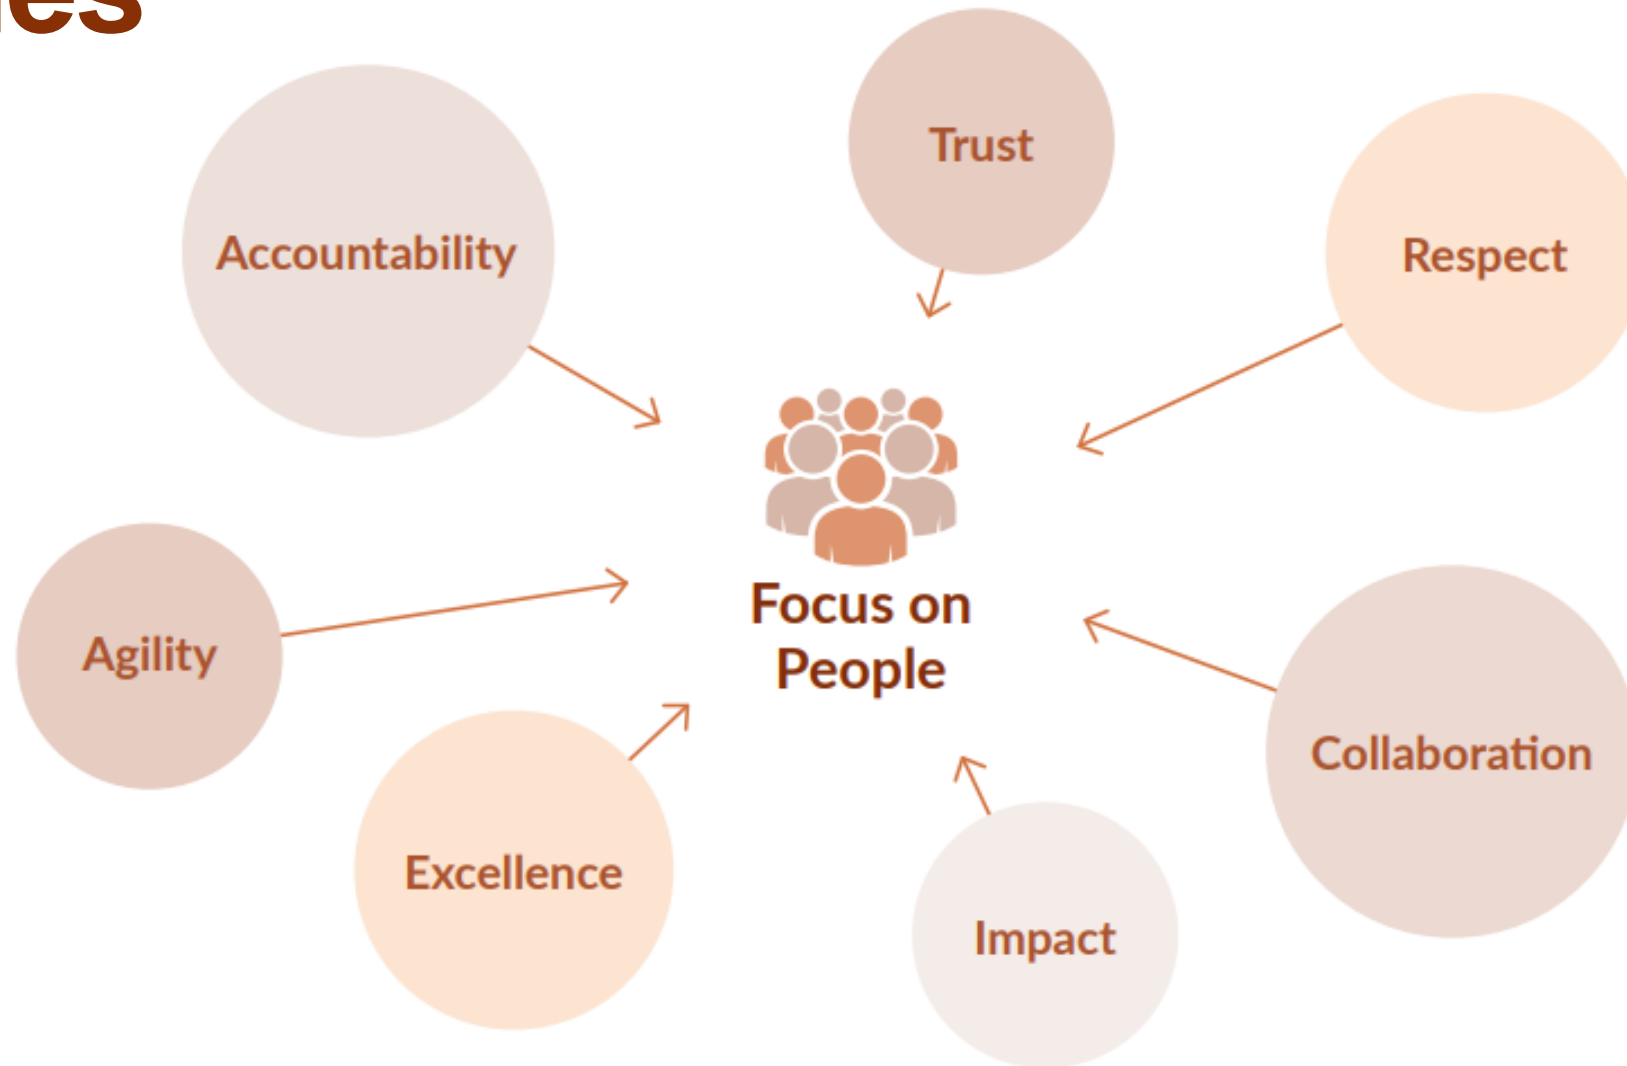 Trust
Accountability
Respect
Focus on
People
Agility
Collaboration
Excellence
Impact